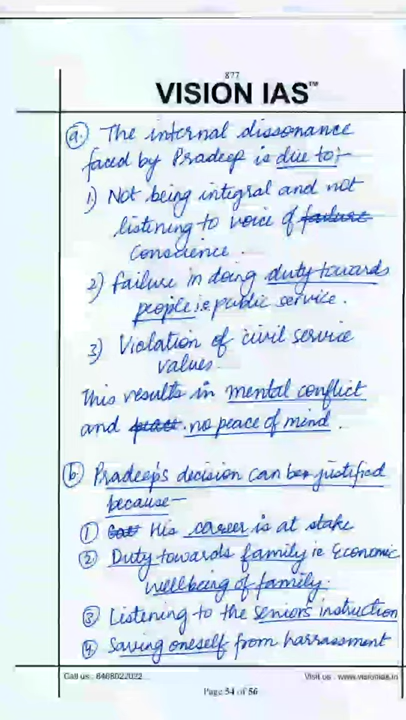 877
VISION IAS™
a. The internal dissonance
faced by Pradeep is due to:-
1) Not being integral and not
listening to voice of failure
conscience.
2) Failure in doing duty towards
people ie public service.
3) Violation of civil service
values.
This results in mental conflict
and no peace of mind.
b. Pradeep's decision can be justified
because—
1 His career is at stake
2 Duty towards family ie Economic
wellbeing of family.
3 Listening to the seniors instruction
4 Saving oneself from harrassment
Call us : 8468022022
Visit us : www.visionias.in
Page 54 of 56